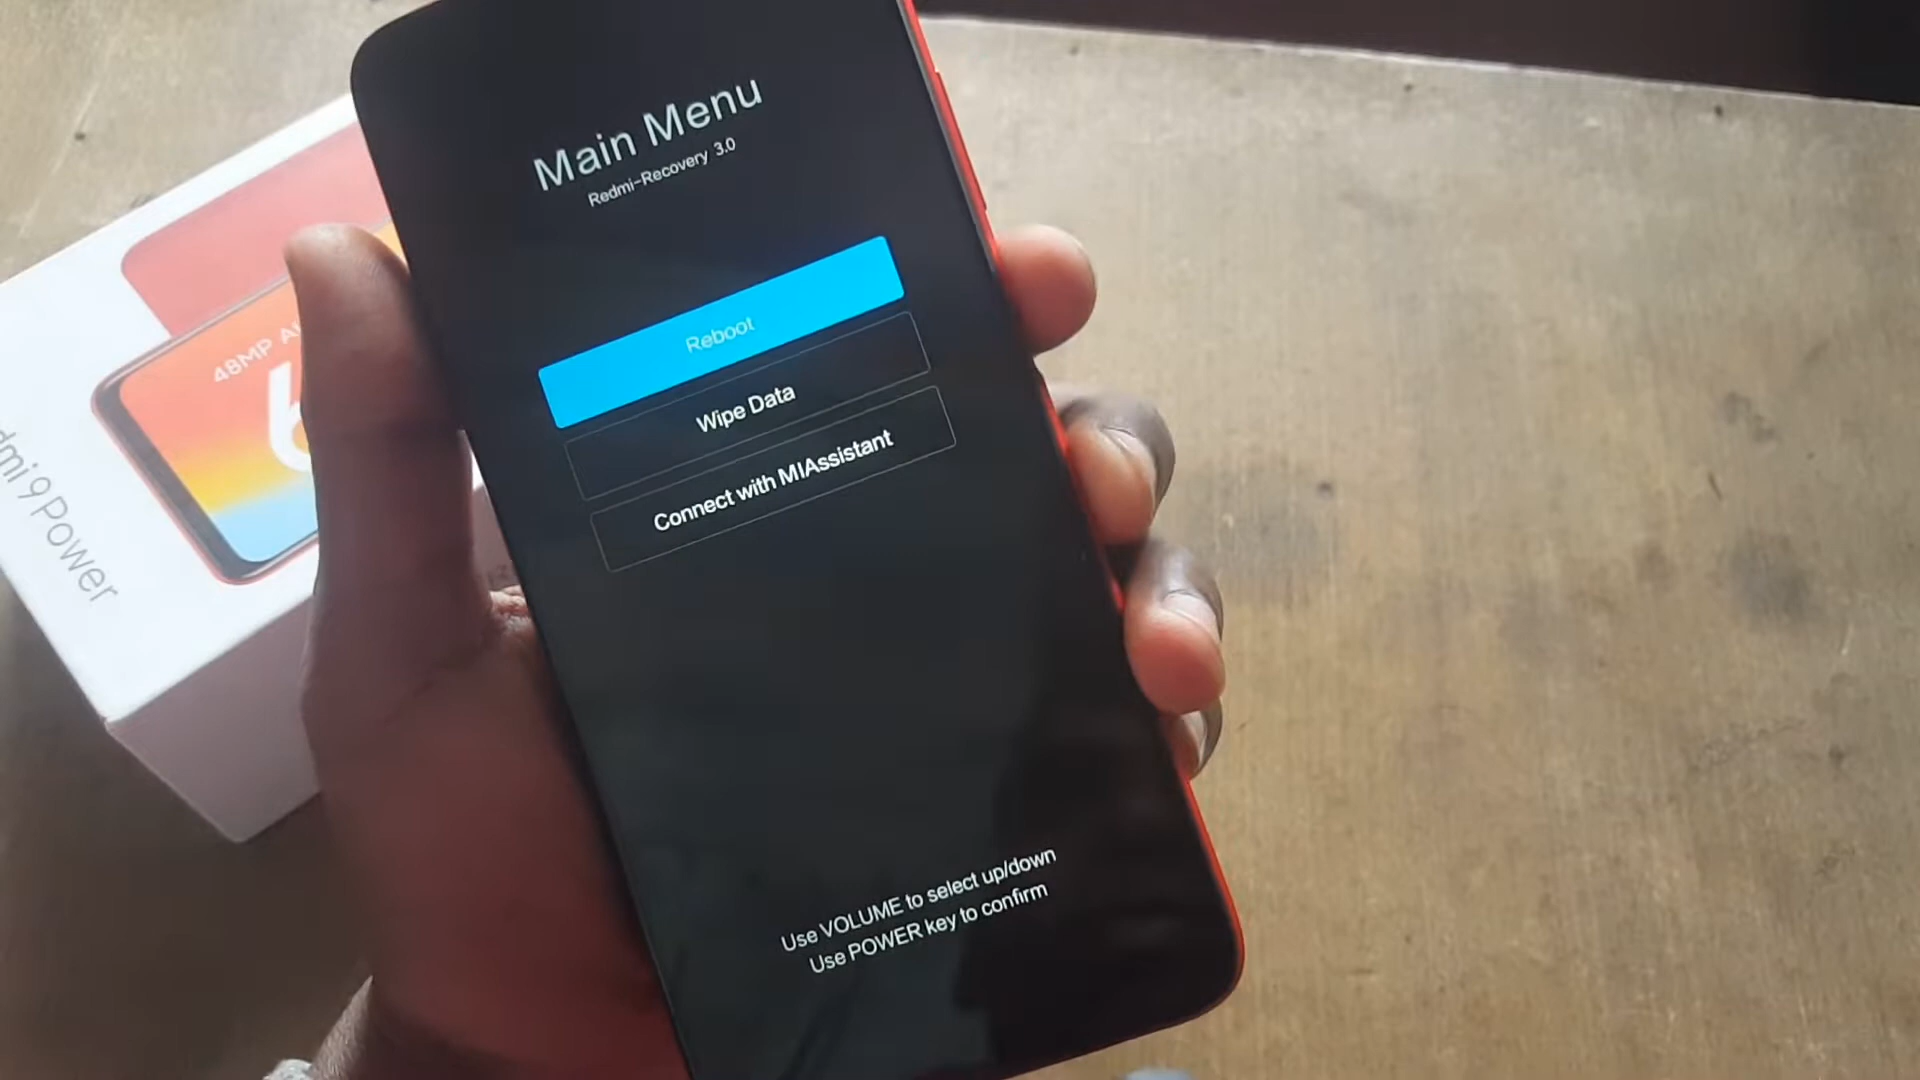 Main Menu
Redmi-Recovery 3.0
Reboot
Wipe Data
Connect with MIAssistant
Use VOLUME to select up/down
Use POWER key to confirm
48MP
9 Power